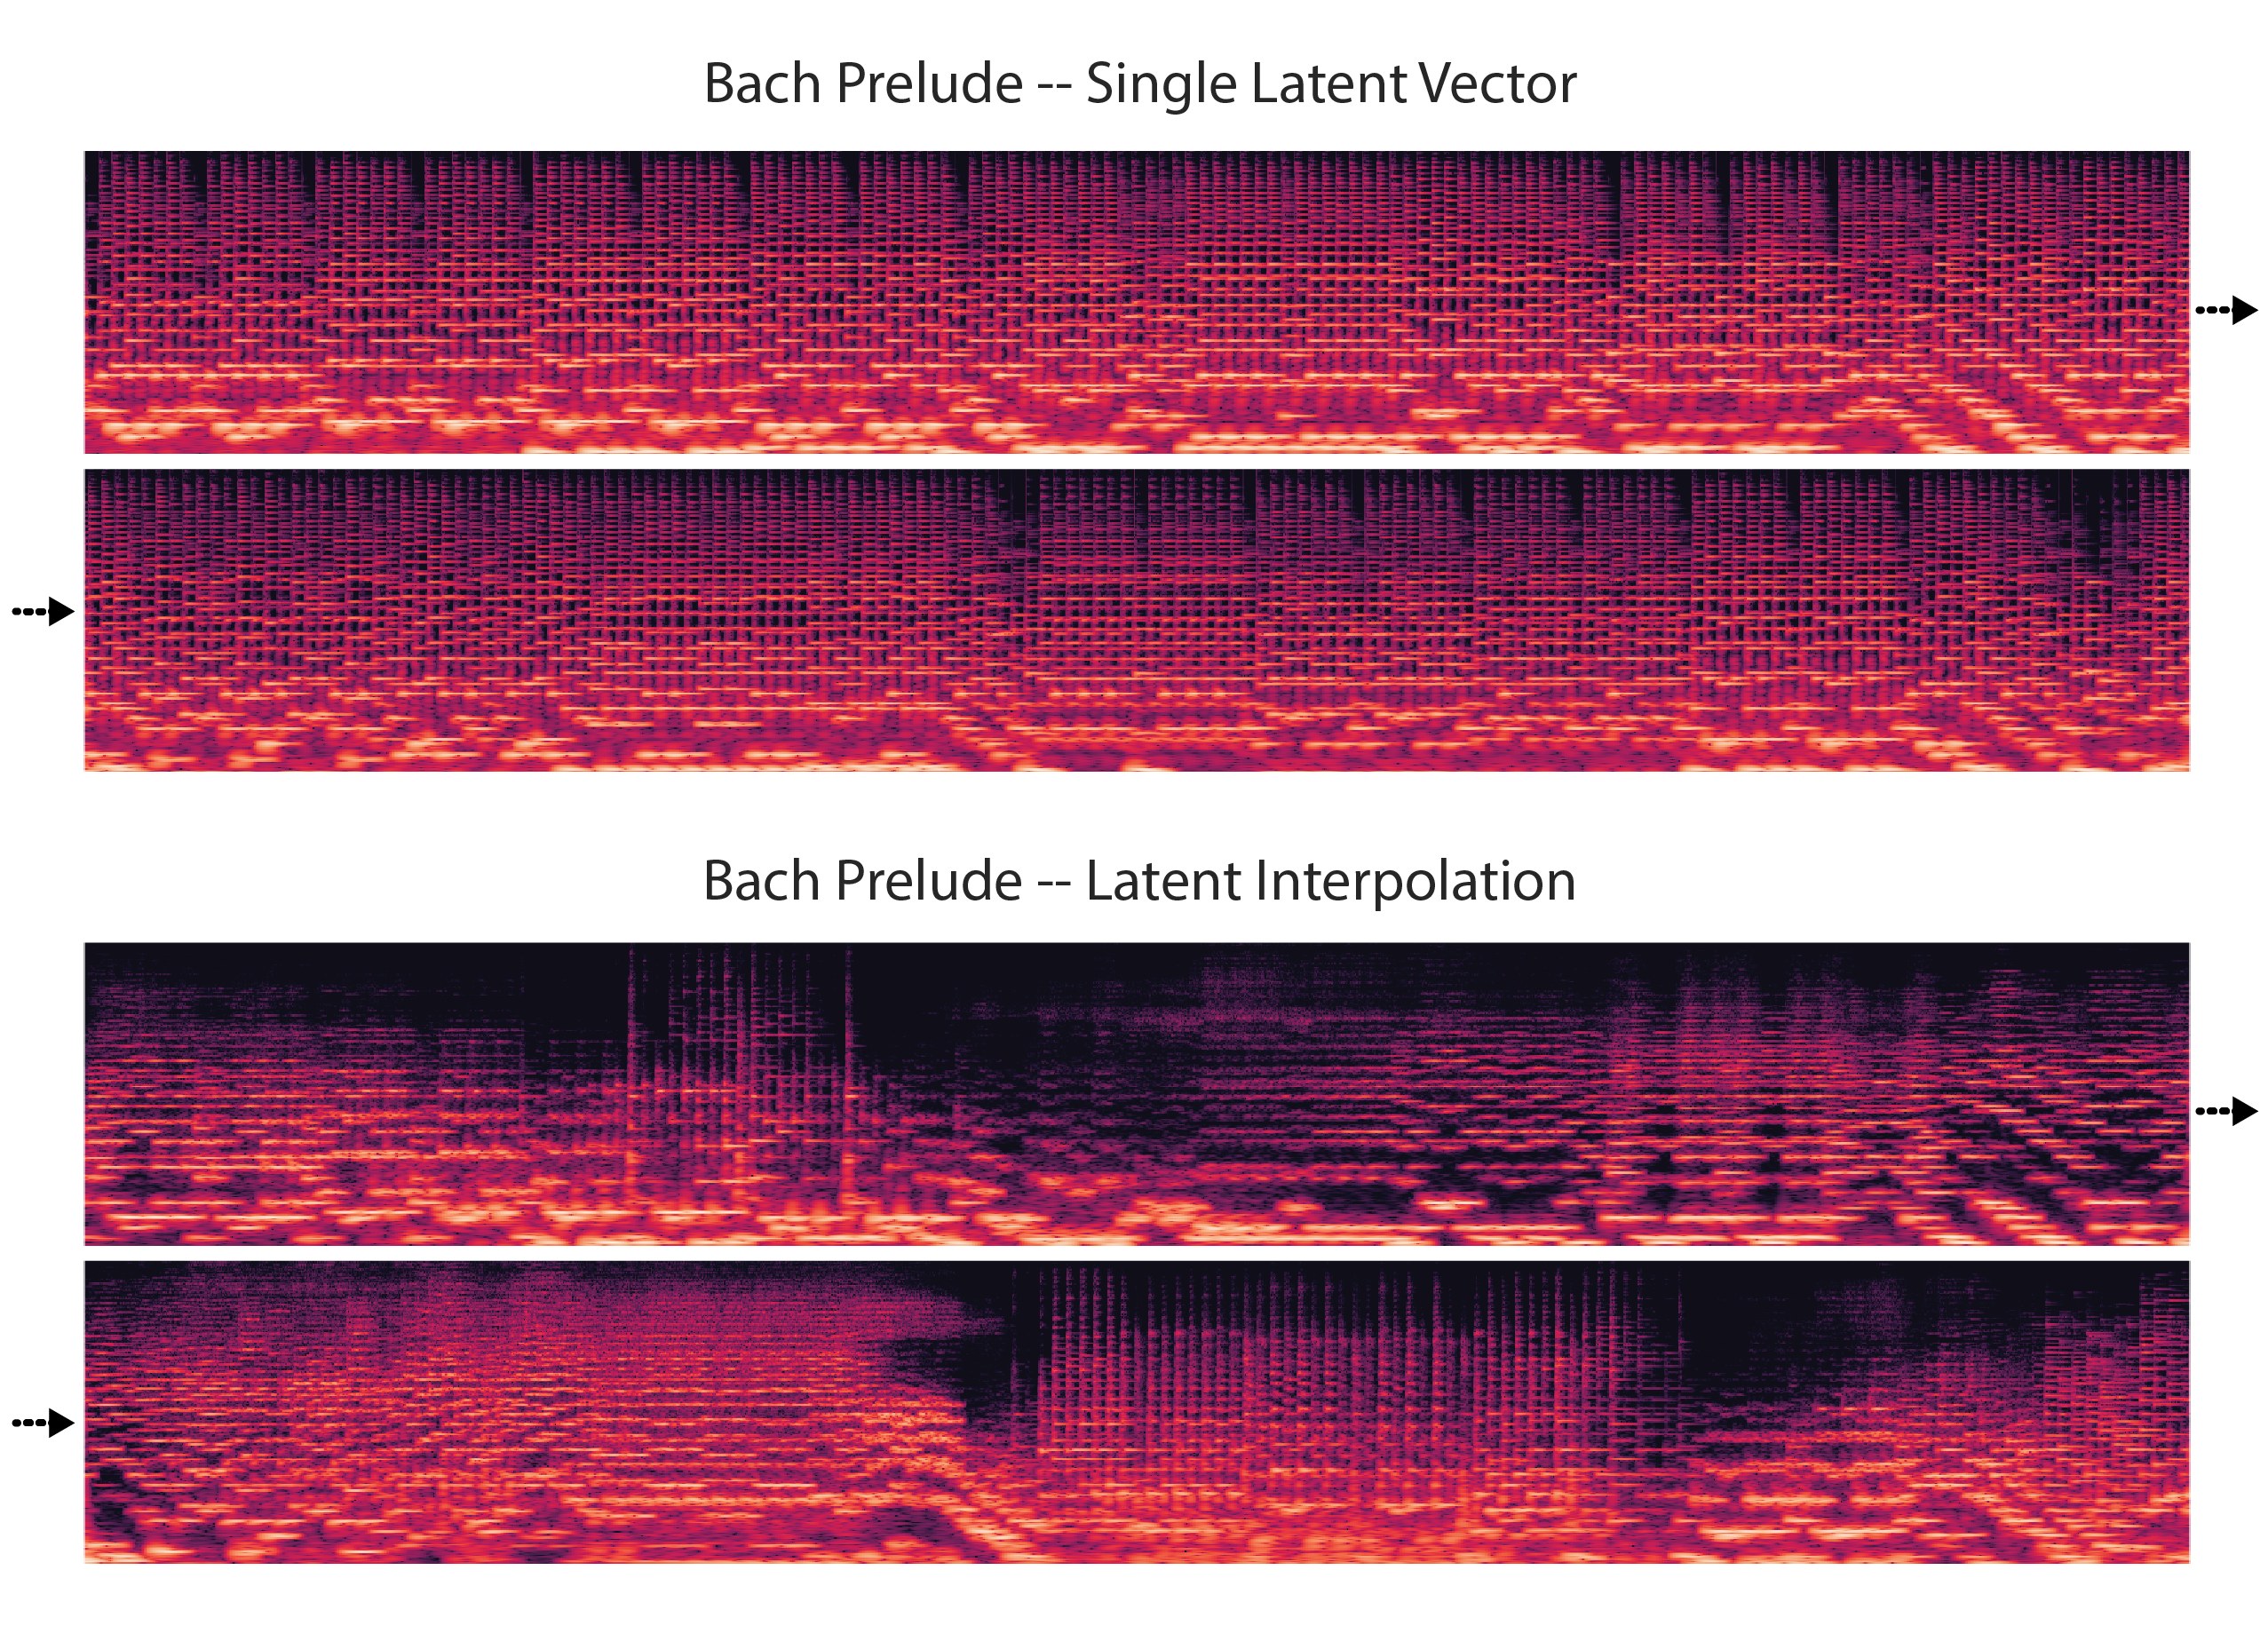 Bach Prelude -- Single Latent Vector
Bach Prelude -- Latent Interpolation